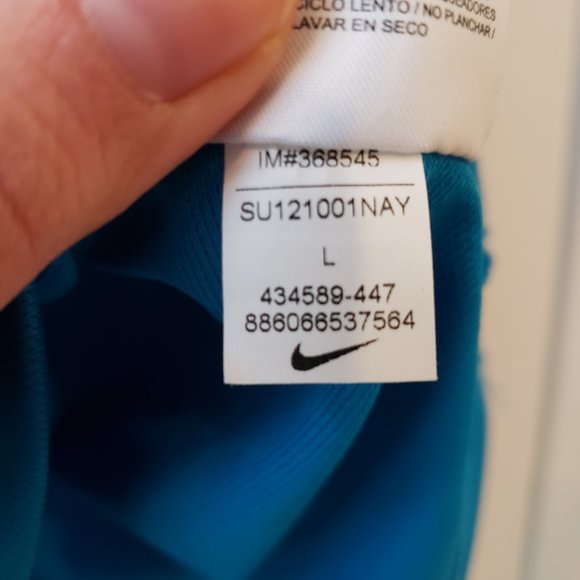 CICLO LENTO / NO PLANCHAR /
LAVAR EN SECO
IM#368545
SU121001NAY
L
434589-447
886066537564